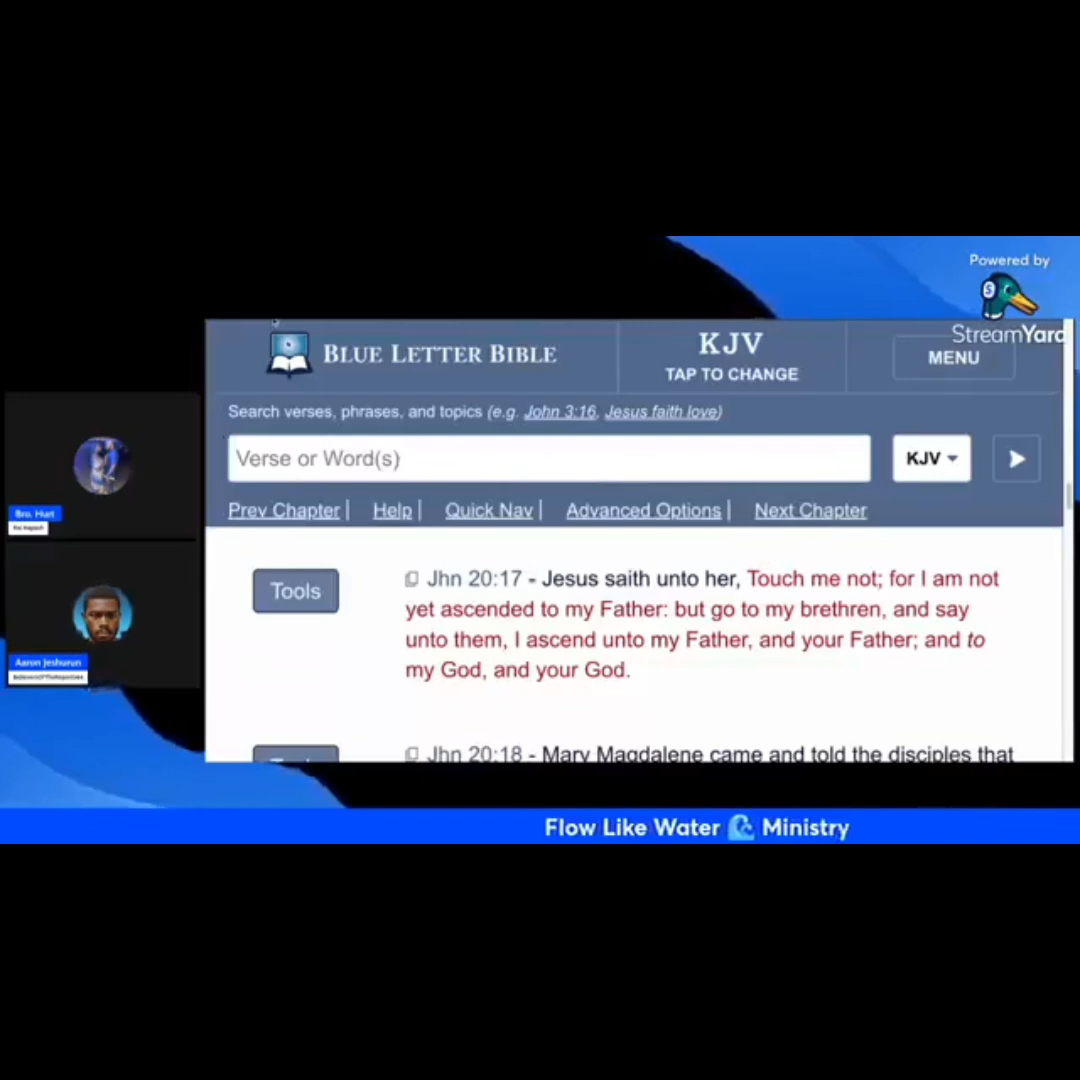 Powered by
StreamYard
BLUE LETTER BIBLE
KJV
TAP TO CHANGE
MENU
Search verses, phrases, and topics (e.g. John 3:16, Jesus faith love)
Verse or Word(s)
KJV
Prev Chapter | Help | Quick Nav | Advanced Options | Next Chapter
Bro. Hurt
Aaron Jeshurun
Tools
Jhn 20:17 - Jesus saith unto her, Touch me not; for I am not
yet ascended to my Father: but go to my brethren, and say
unto them, I ascend unto my Father, and your Father; and to
my God, and your God.
Jhn 20:18 - Mary Magdalene came and told the disciples that
Flow Like Water 🌊 Ministry